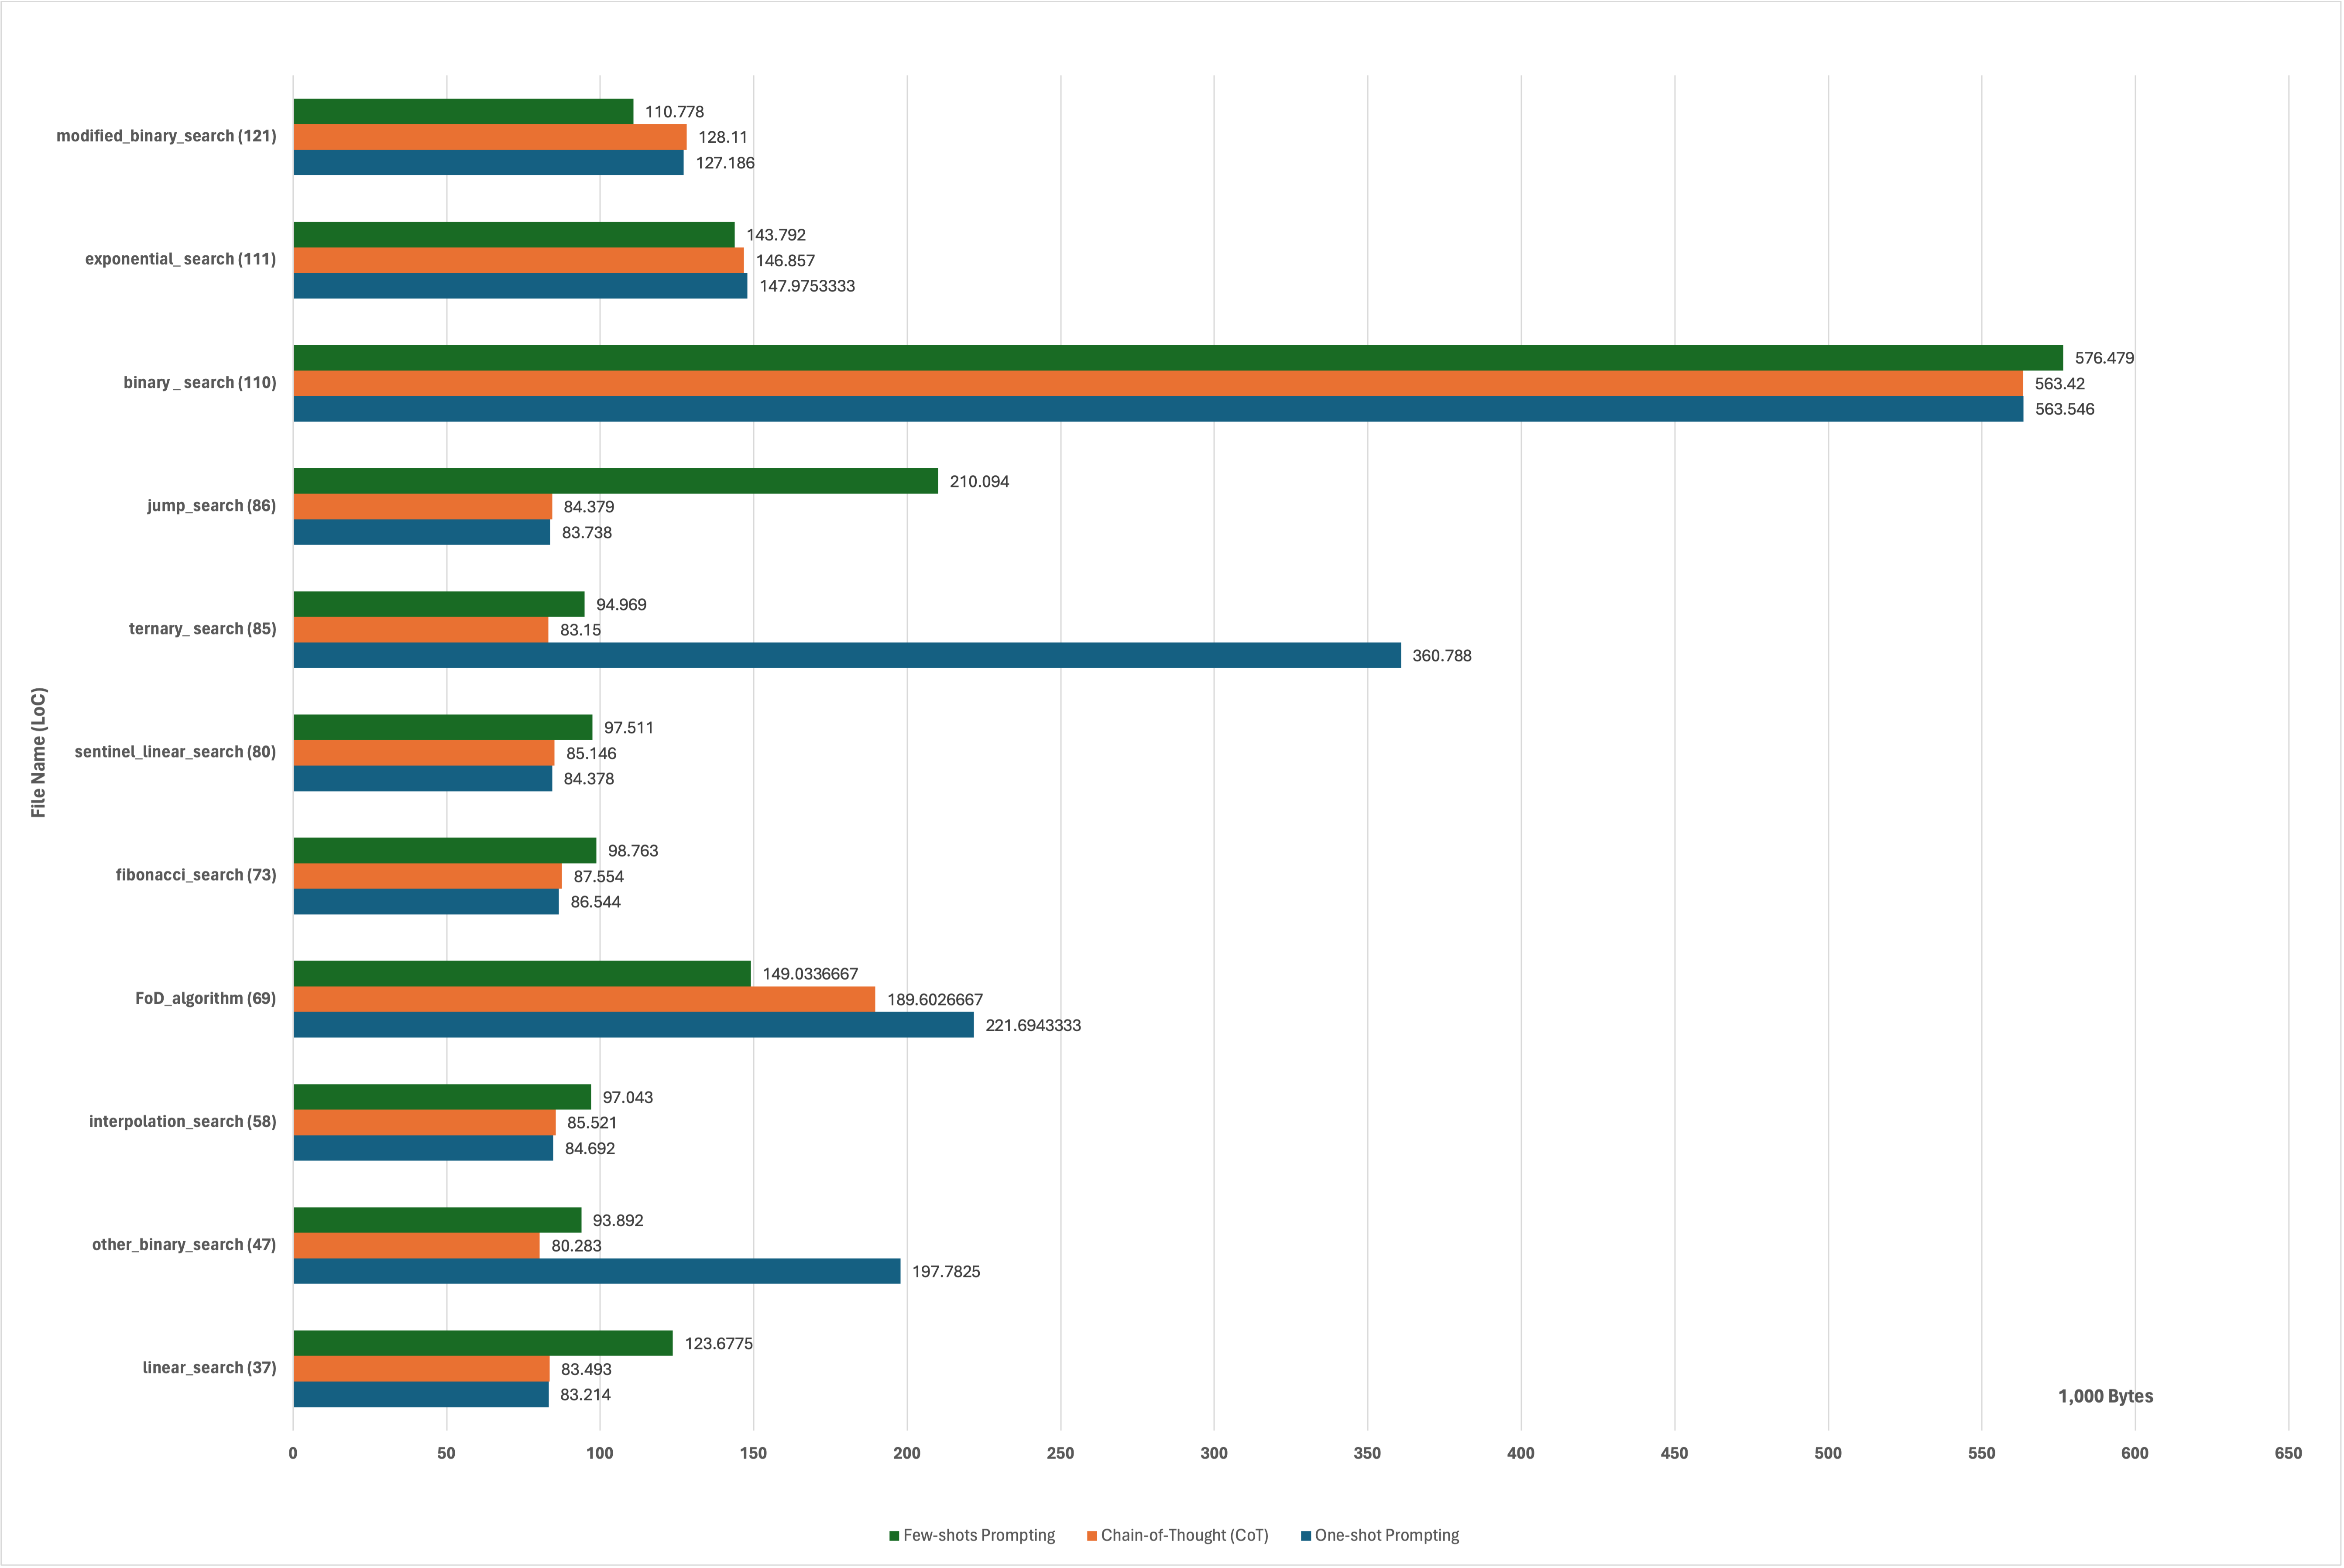 modified_binary_search (121)
110.778
128.11
127.186
exponential_ search (111)
143.792
146.857
147.9753333
binary _ search (110)
576.479
563.42
563.546
jump_search (86)
210.094
84.379
83.738
ternary_ search (85)
94.969
83.15
360.788
sentinel_linear_search (80)
97.511
85.146
84.378
File Name (LoC)
fibonacci_search (73)
98.763
87.554
86.544
FoD_algorithm (69)
149.0336667
189.6026667
221.6943333
interpolation_search (58)
97.043
85.521
84.692
other_binary_search (47)
93.892
80.283
197.7825
linear_search (37)
123.6775
83.493
83.214
1,000 Bytes
0 50 100 150 200 250 300 350 400 450 500 550 600 650
Few-shots Prompting Chain-of-Thought (CoT) One-shot Prompting